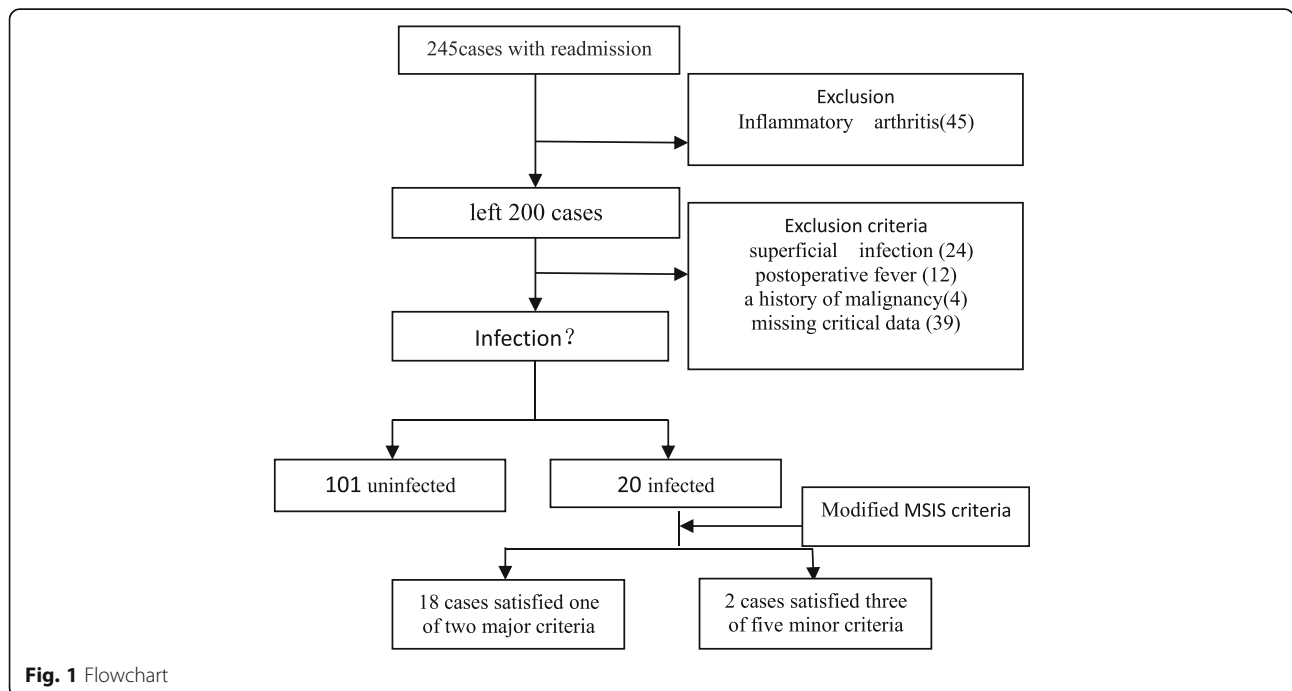 245cases with readmission
Exclusion
Inflammatory arthritis(45)
left 200 cases
Exclusion criteria
superficial infection (24)
postoperative fever (12)
a history of malignancy(4)
missing critical data (39)
Infection？
101 uninfected
20 infected
Modified MSIS criteria
18 cases satisfied one
of two major criteria
2 cases satisfied three
of five minor criteria
Fig. 1 Flowchart